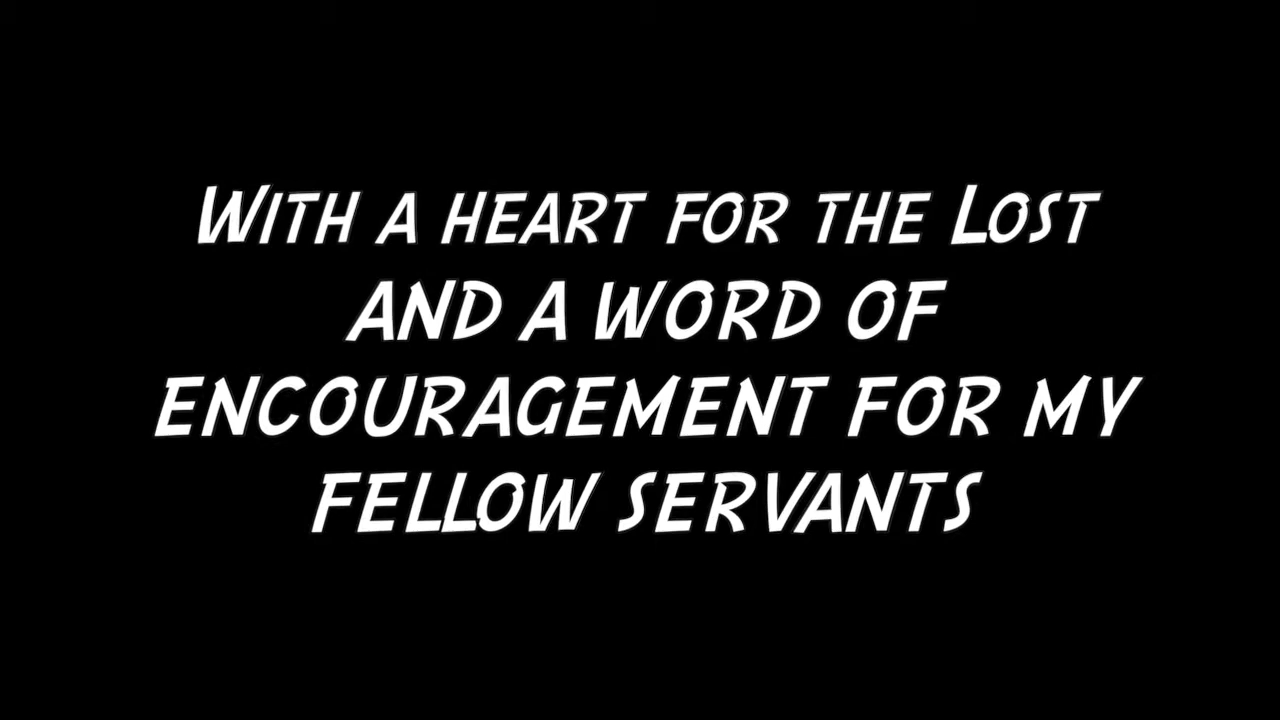 With a heart for the Lost
and a word of
encouragement for my
fellow servants